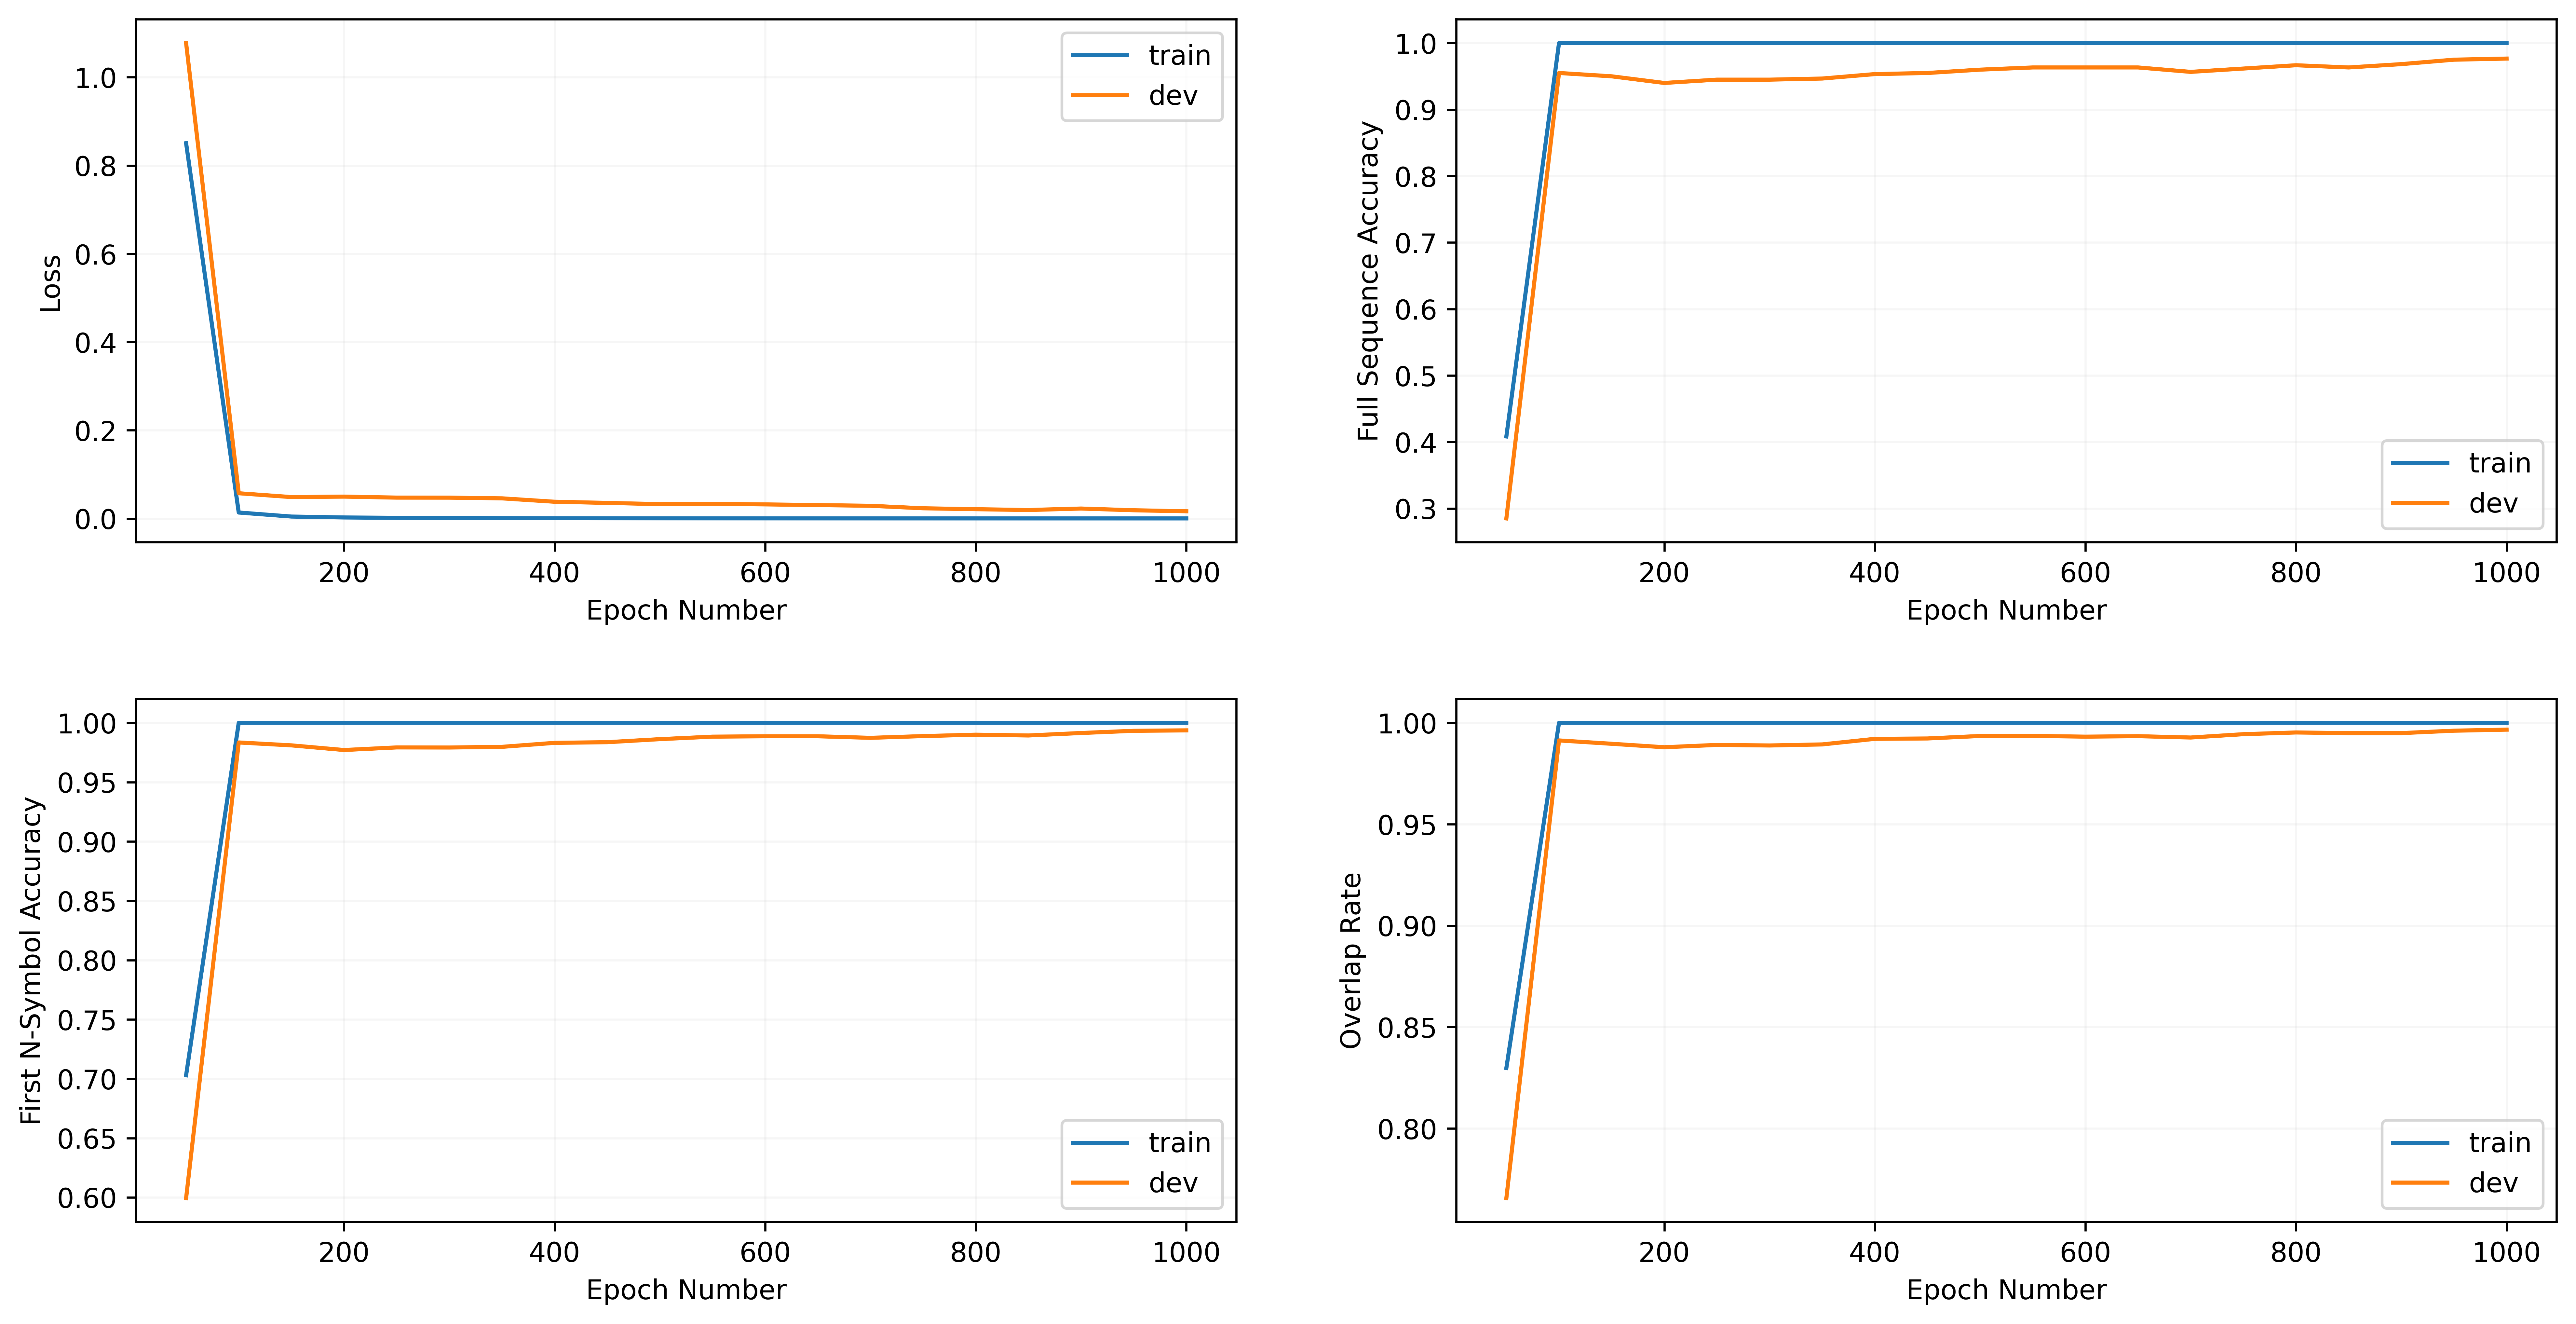 1.0
0.8
0.6
0.4
0.2
0.0
Loss
200 400 600 800 1000
Epoch Number
train
dev
1.0
0.9
0.8
0.7
0.6
0.5
0.4
0.3
Full Sequence Accuracy
200 400 600 800 1000
Epoch Number
train
dev
1.00
0.95
0.90
0.85
0.80
0.75
0.70
0.65
0.60
First N-Symbol Accuracy
200 400 600 800 1000
Epoch Number
train
dev
1.00
0.95
0.90
0.85
0.80
Overlap Rate
200 400 600 800 1000
Epoch Number
train
dev